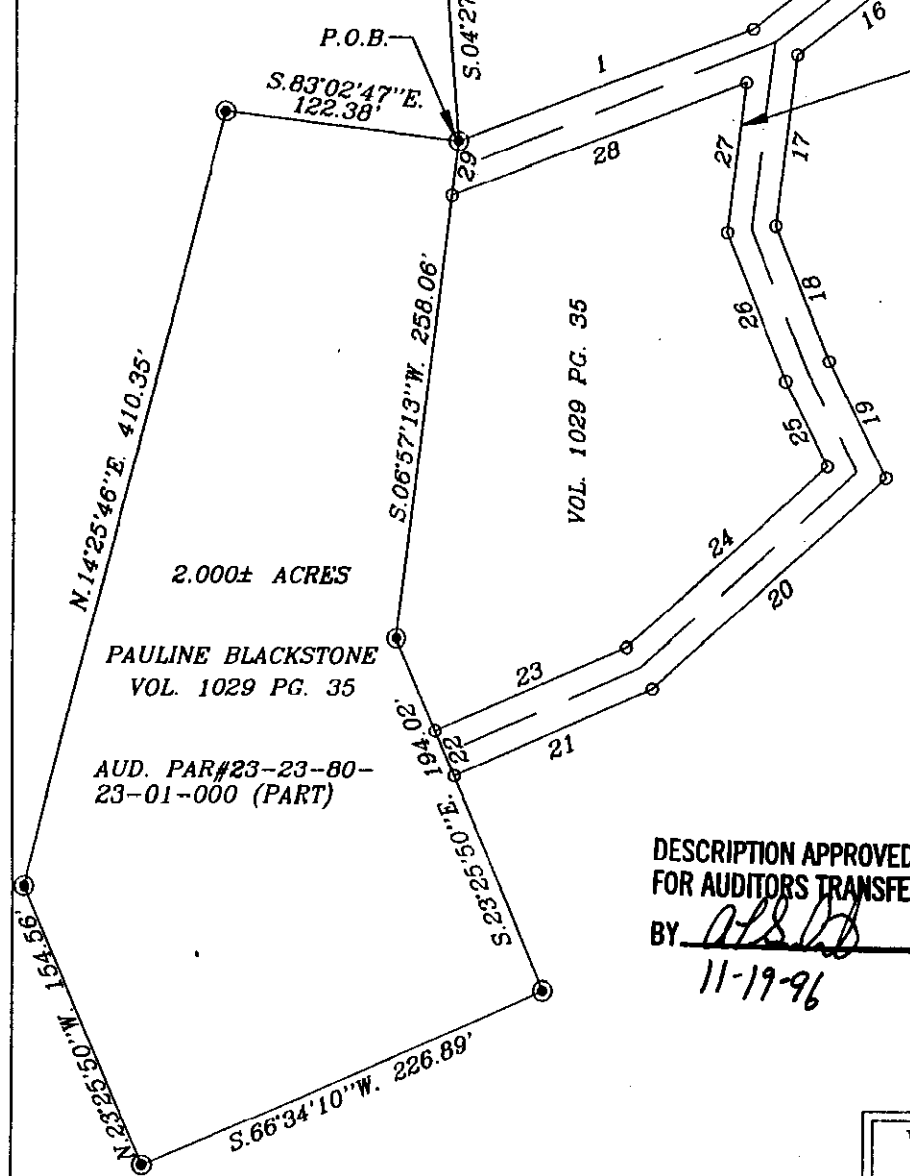 S.04°27
P.O.B.
S.83°02'47"E.
122.38'
1
16
29
28
27
17
18
26
19
25
24
20
23
21
22
S.06°57'13"W. 258.06'
VOL. 1029 PG. 35
N.14°25'46"E. 410.35'
2.000± ACRES
PAULINE BLACKSTONE
VOL. 1029 PG. 35
AUD. PAR#23-23-80-
23-01-000 (PART)
S.23°25'50"E. 194.02'
N.23°25'50"W. 154.56'
S.66°34'10"W. 226.89'
DESCRIPTION APPROVED
FOR AUDITORS TRANSFE
BY
11-19-96